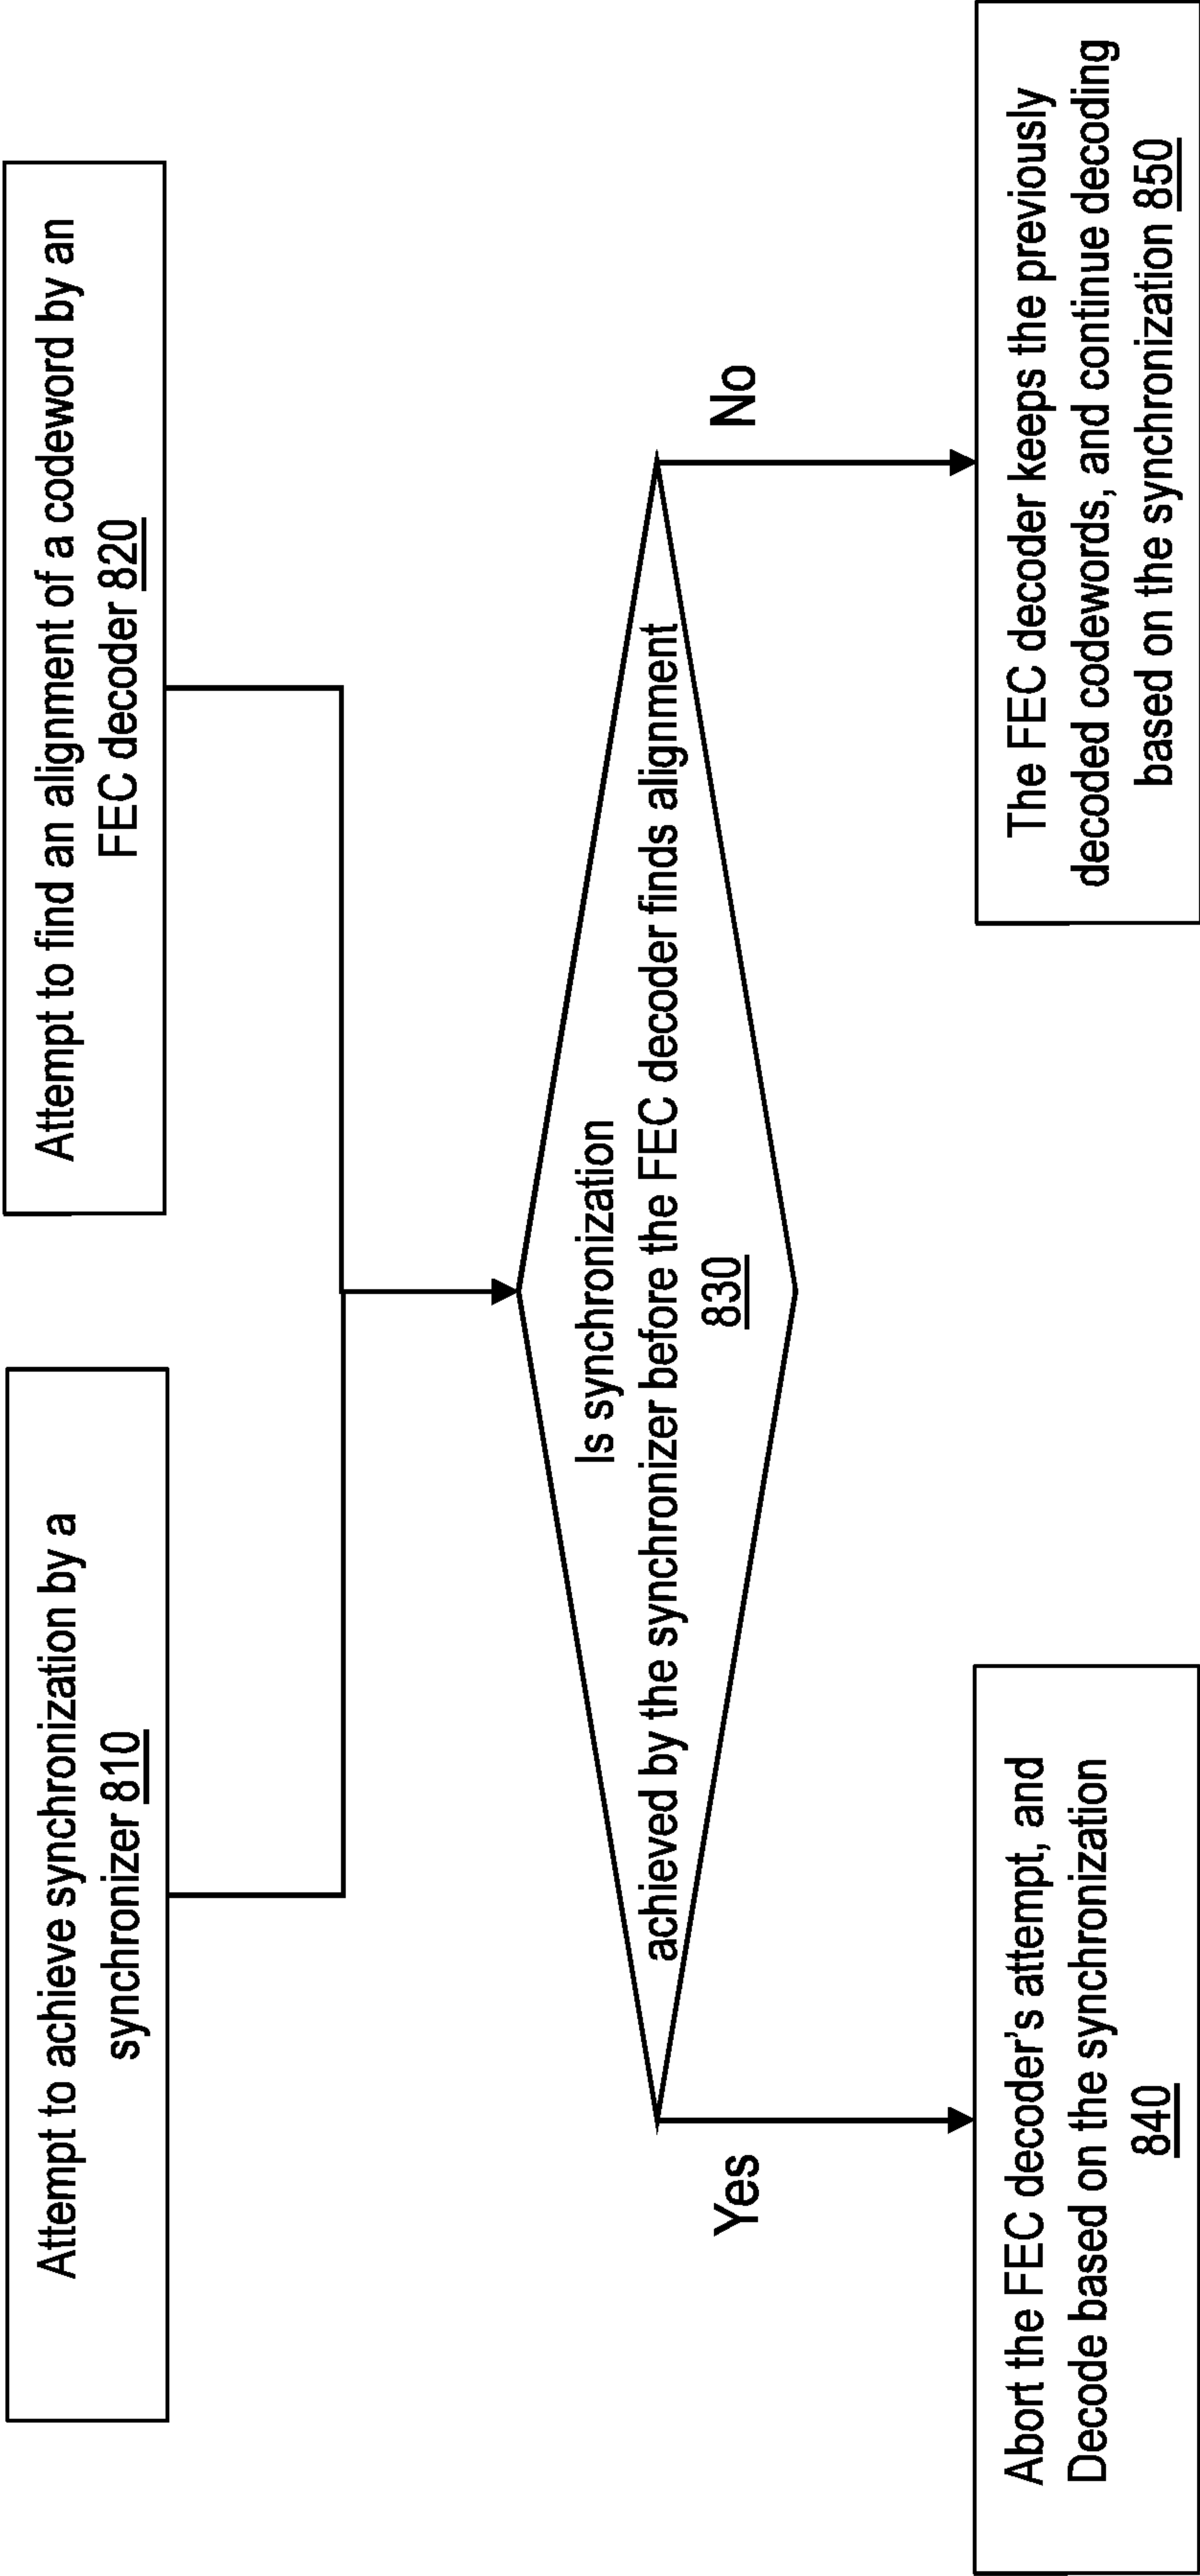 Attempt to achieve synchronization by a
synchronizer 810
Attempt to find an alignment of a codeword by an
FEC decoder 820
Is synchronization
achieved by the synchronizer before the FEC decoder finds alignment
830
Yes
No
Abort the FEC decoder's attempt, and
Decode based on the synchronization
840
The FEC decoder keeps the previously
decoded codewords, and continue decoding
based on the synchronization 850